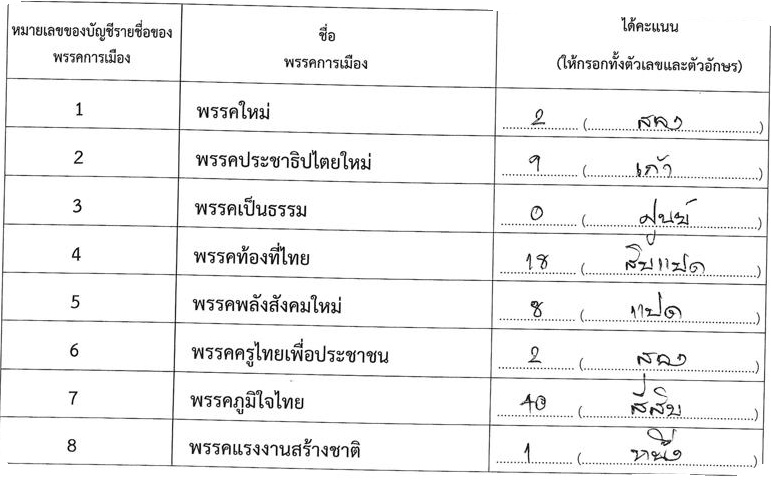 หมายเลขของบัญชีรายชื่อของ ชื่อ ได้คะแนน
พรรคการเมือง พรรคการเมือง (ให้กรอกทั้งตัวเลขและตัวอักษร)
1 พรรคใหม่ 2 (สอง)
2 พรรคประชาธิปไตยใหม่ 9 (เก้า)
3 พรรคเป็นธรรม 0 (ศูนย์)
4 พรรคท้องที่ไทย 18 (สิบแปด)
5 พรรคพลังสังคมใหม่ 8 (แปด)
6 พรรคครูไทยเพื่อประชาชน 2 (สอง)
7 พรรคภูมิใจไทย 40 (สี่สิบ)
8 พรรคแรงงานสร้างชาติ 1 (หนึ่ง)